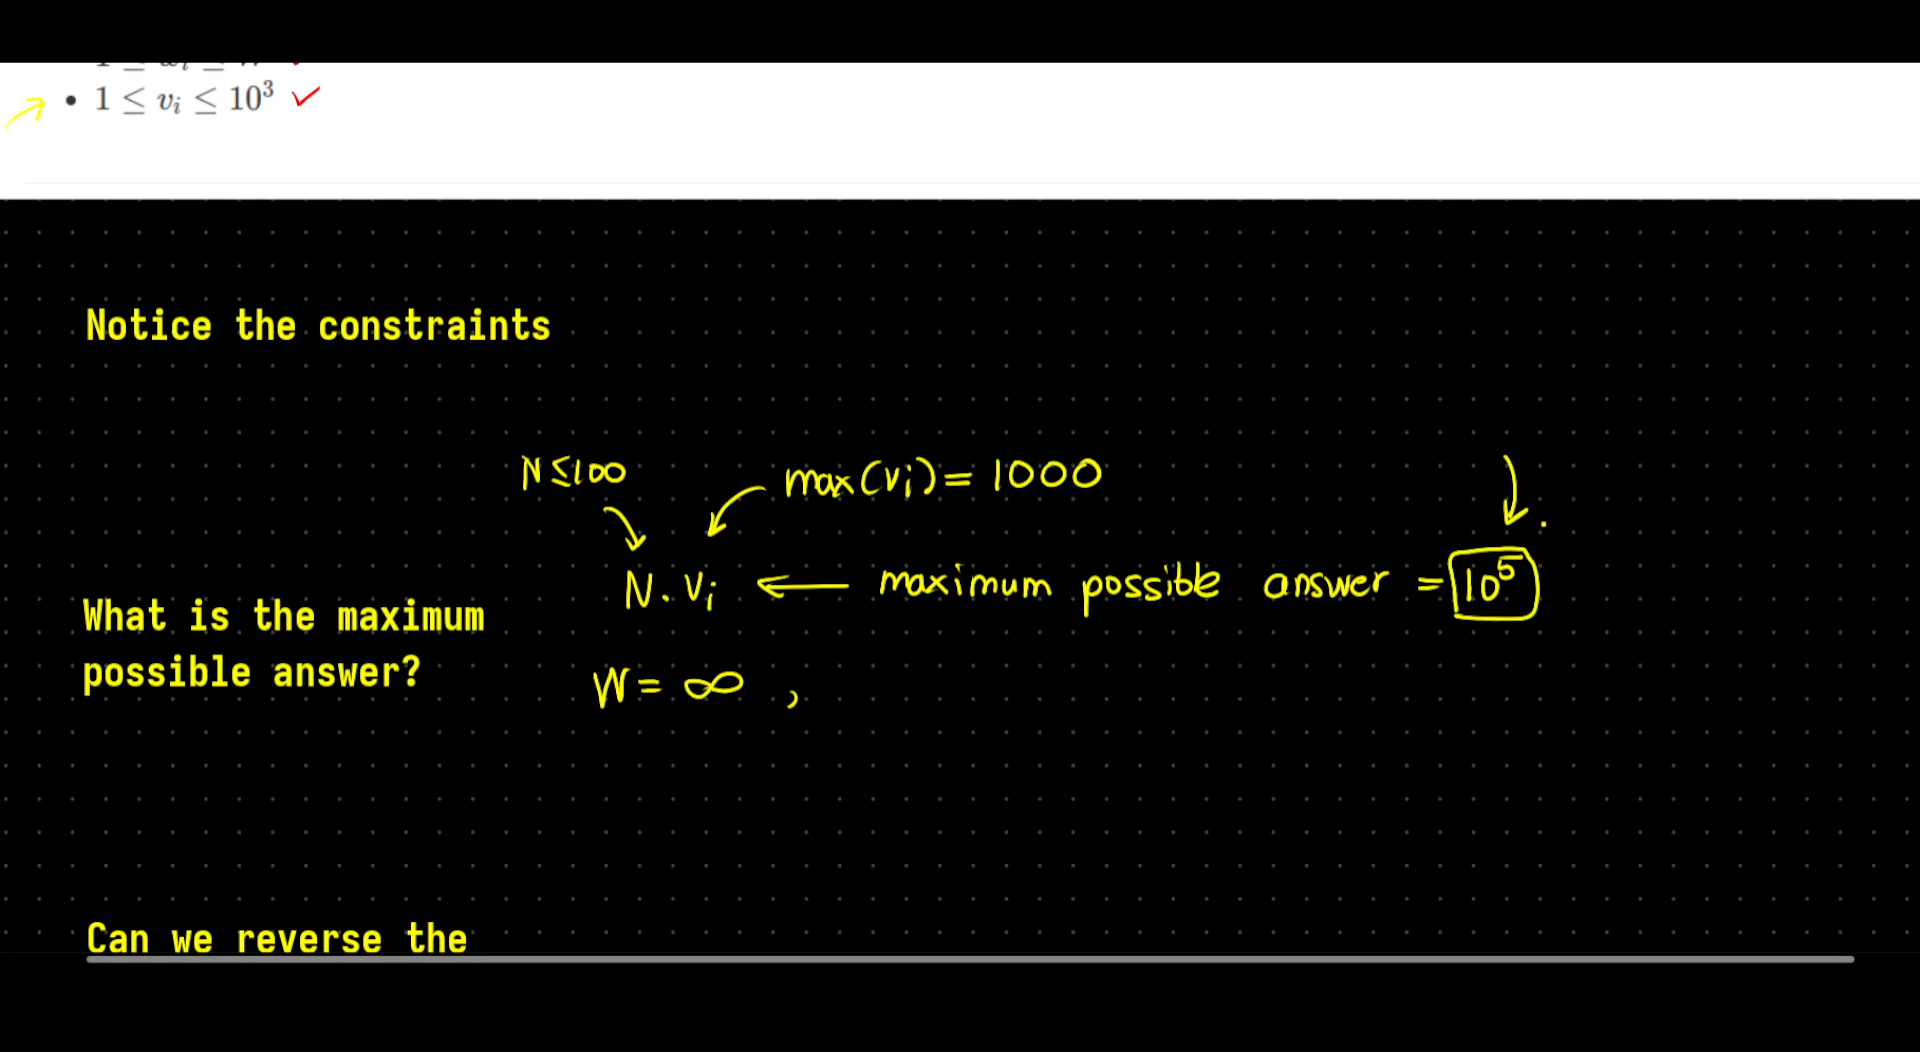 • 1 ≤ vᵢ ≤ 10³ ✓
Notice the constraints
N ≤ 100
max(vᵢ) = 1000
N . vᵢ ← maximum possible answer = 10⁵
What is the maximum
possible answer?
W = ∞ ,
Can we reverse the